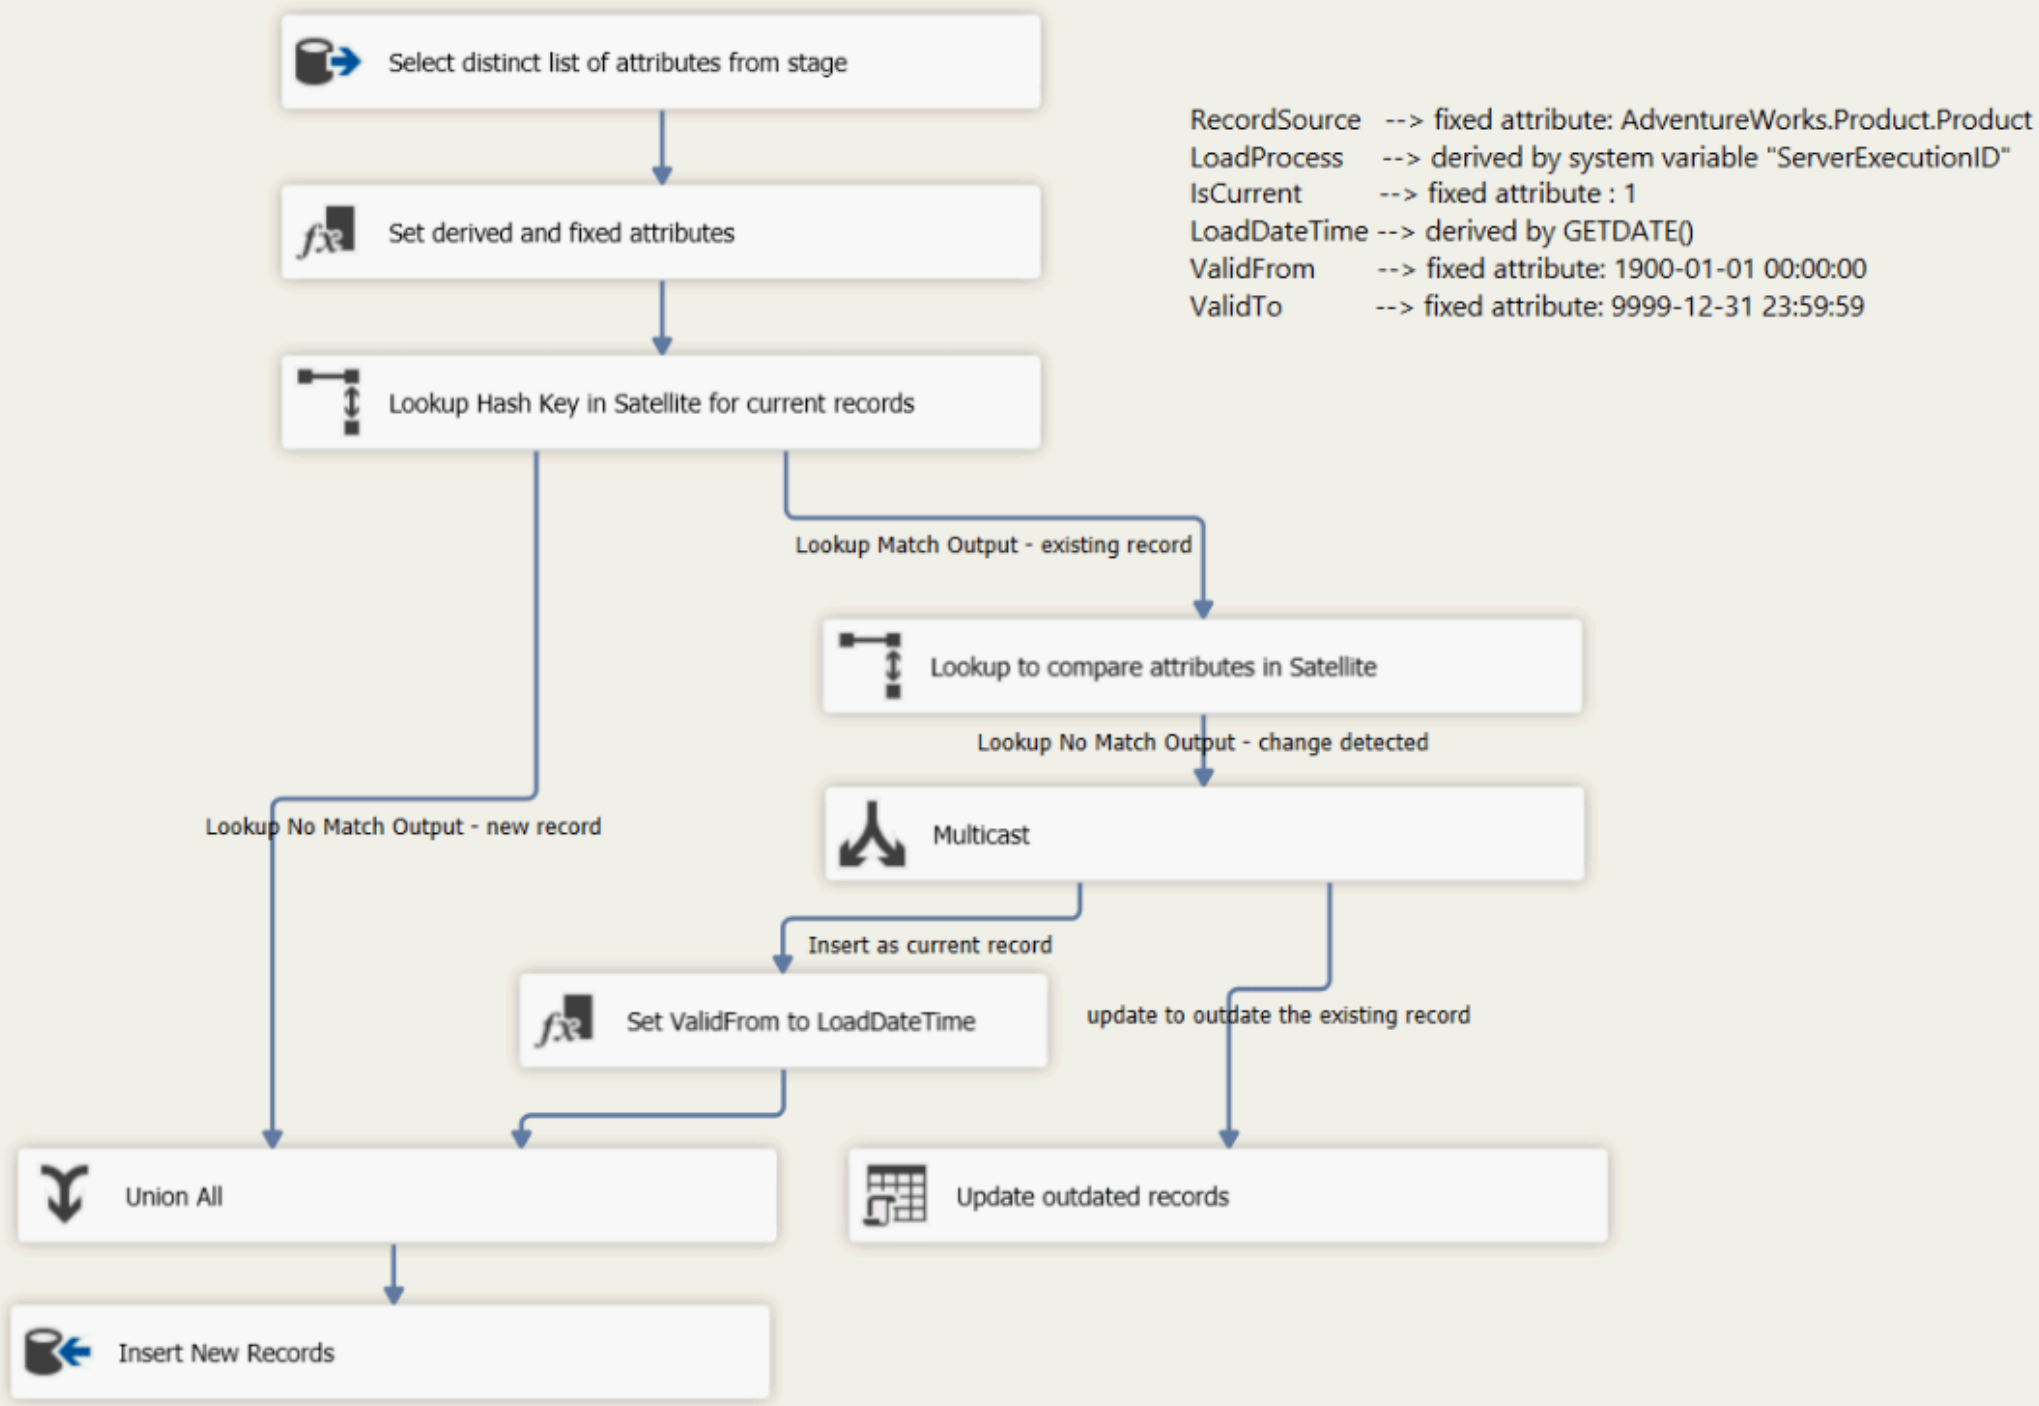 Select distinct list of attributes from stage
RecordSource --> fixed attribute: AdventureWorks.Product.Product
LoadProcess --> derived by system variable "ServerExecutionID"
IsCurrent --> fixed attribute : 1
LoadDateTime --> derived by GETDATE()
ValidFrom --> fixed attribute: 1900-01-01 00:00:00
ValidTo --> fixed attribute: 9999-12-31 23:59:59
fx Set derived and fixed attributes
Lookup Hash Key in Satellite for current records
Lookup Match Output - existing record
Lookup to compare attributes in Satellite
Lookup No Match Output - change detected
Lookup No Match Output - new record
Multicast
Insert as current record
fx Set ValidFrom to LoadDateTime
update to outdate the existing record
Union All
Update outdated records
Insert New Records